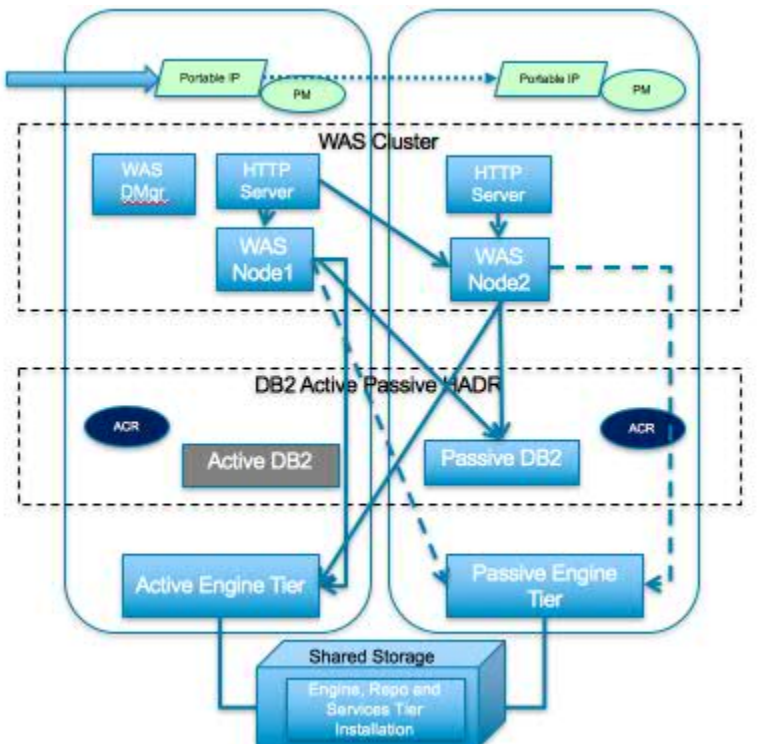 Portable IP
PM
Portable IP
PM
WAS Cluster
WAS
DMgr
HTTP
Server
HTTP
Server
WAS
Node1
WAS
Node2
DB2 Active Passive HADR
ACR
ACR
Active DB2
Passive DB2
Active Engine Tier
Passive Engine
Tier
Shared Storage
Engine, Repo and
Services Tier
Installation